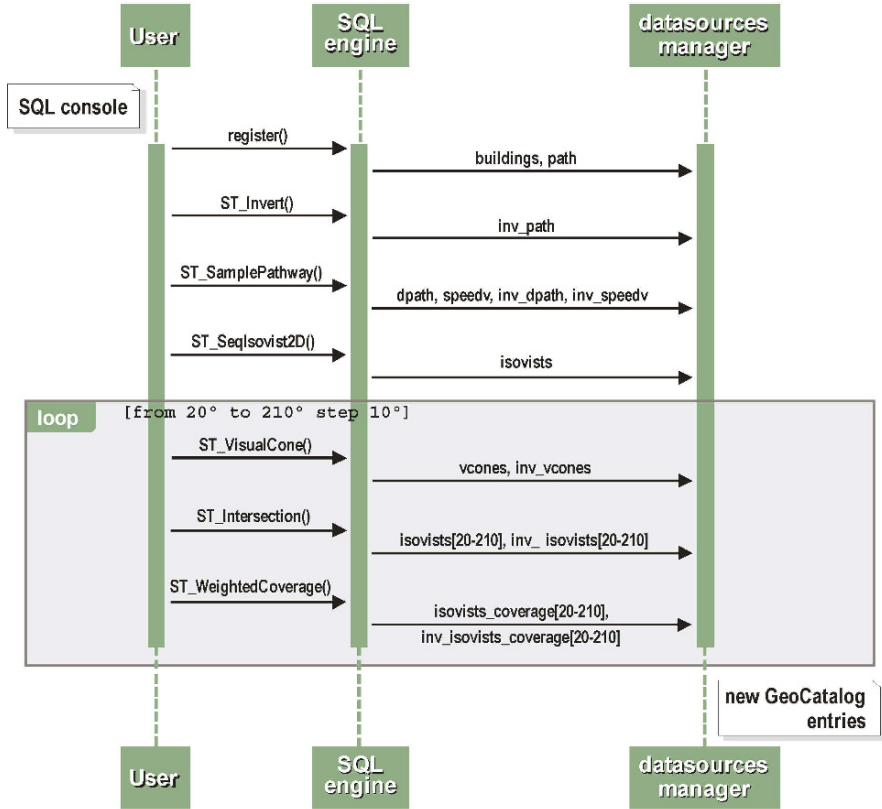 User
SQL
engine
datasources
manager
SQL console
register()
buildings, path
ST_Invert()
inv_path
ST_SamplePathway()
dpath, speedv, inv_dpath, inv_speedv
ST_SeqIsovist2D()
isovists
loop
[from 20° to 210° step 10°]
ST_VisualCone()
vcones, inv_vcones
ST_Intersection()
isovists[20-210], inv_ isovists[20-210]
ST_WeightedCoverage()
isovists_coverage[20-210],
inv_isovists_coverage[20-210]
new GeoCatalog
entries
User
SQL
engine
datasources
manager